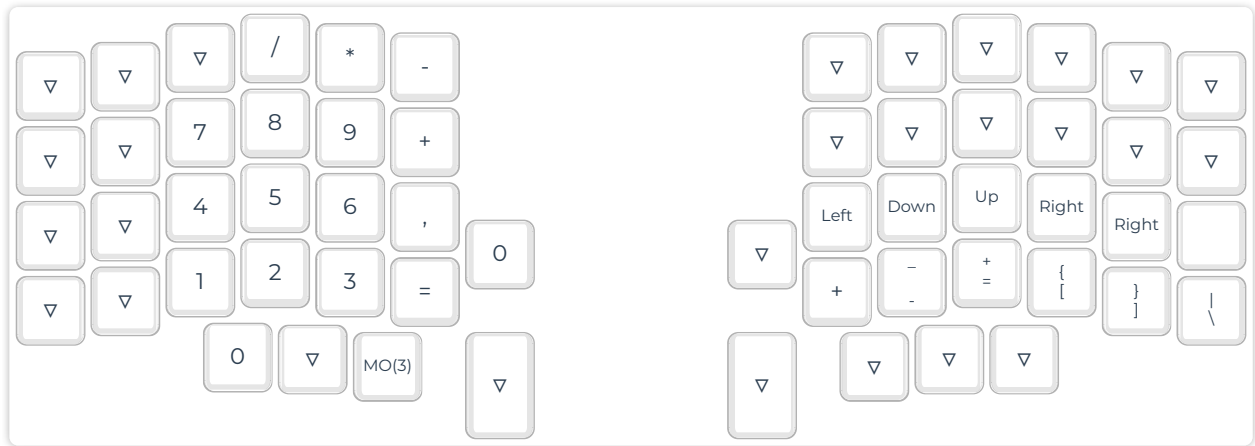 ▽ ▽ ▽ / * - ▽ ▽ ▽ ▽ ▽ ▽
▽ ▽ 7 8 9 + ▽ ▽ ▽ ▽ ▽ ▽
▽ ▽ 4 5 6 , Left Down Up Right Right
▽ ▽ 1 2 3 = 0 ▽ + _ - + = { [ } ] | \
0 ▽ MO(3) ▽ ▽ ▽ ▽ ▽